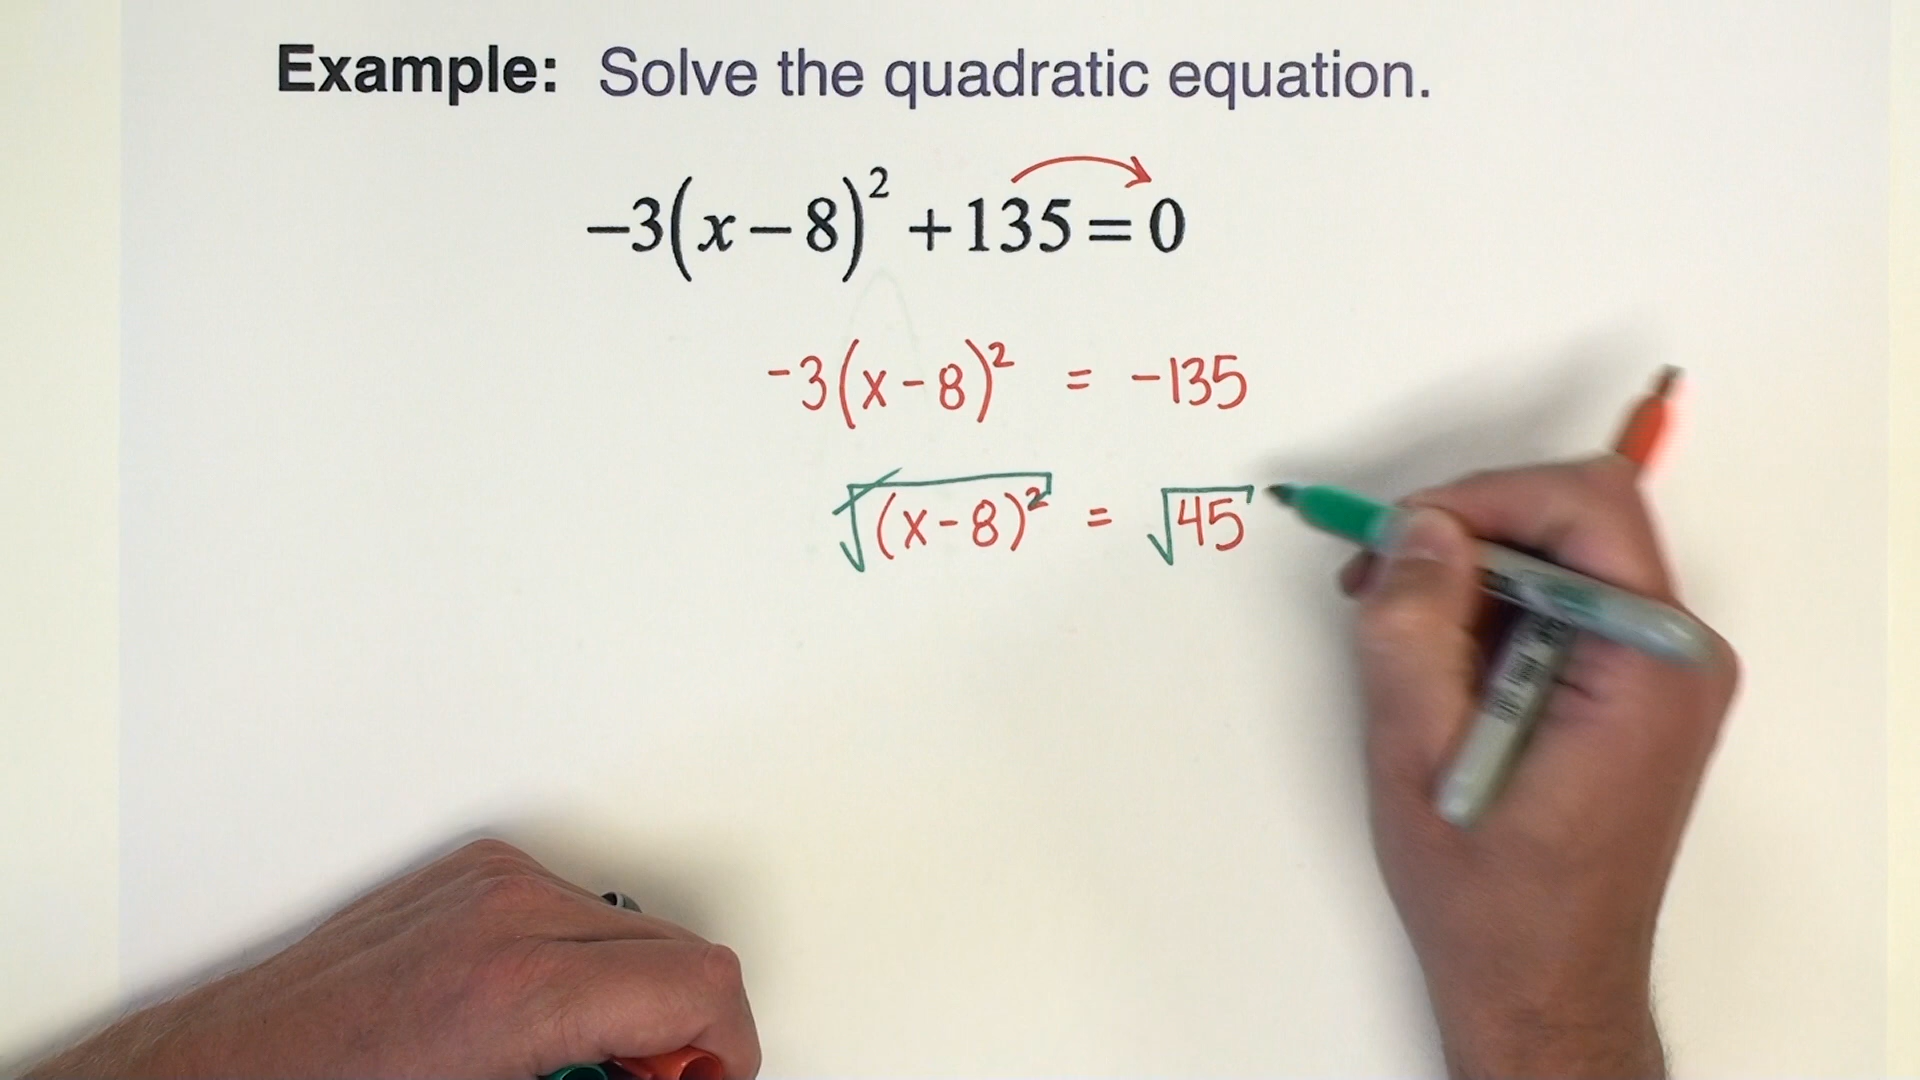 Example: Solve the quadratic equation.
−3(x−8)² +135=0
-3(x-8)² = -135
√(x-8)² = √45